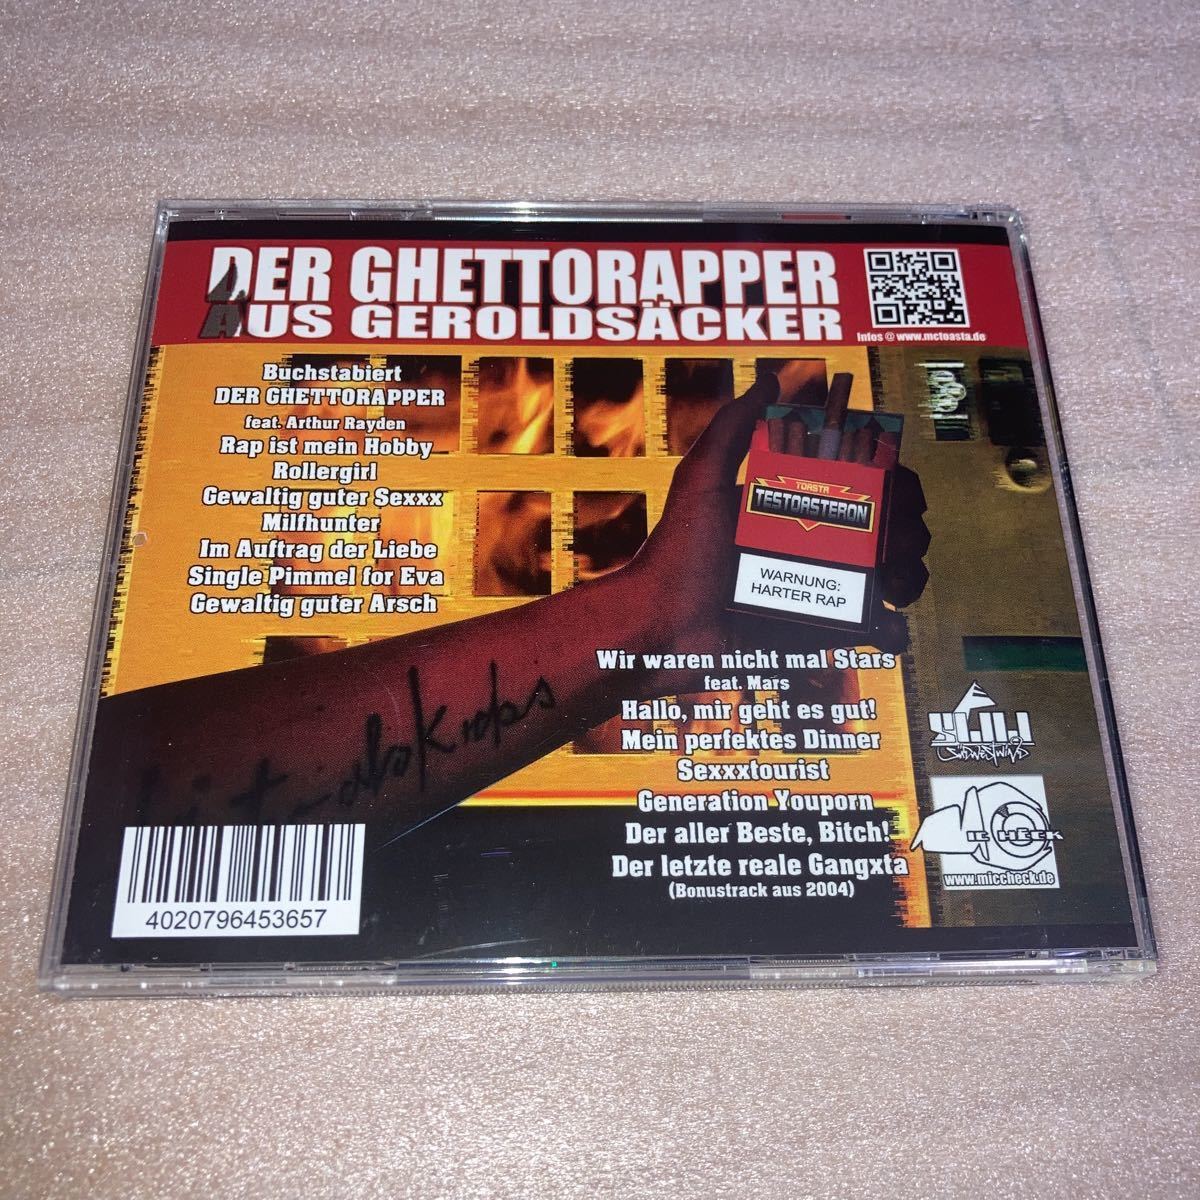 DER GHETTORAPPER
AUS GEROLDSÄCKER
Infos @ www.mctoasta.de
Buchstabiert
DER GHETTORAPPER
feat. Arthur Rayden
Rap ist mein Hobby
Rollergirl
Gewaltig guter Sexxx
Milfhunter
Im Auftrag der Liebe
Single Pimmel for Eva
Gewaltig guter Arsch
TOASTA
TESTOASTERON
WARNUNG:
HARTER RAP
Wir waren nicht mal Stars
feat. Mars
Hallo, mir geht es gut!
Mein perfektes Dinner
Sexxxtourist
Generation Youporn
Der aller Beste, Bitch!
Der letzte reale Gangxta
(Bonustrack aus 2004)
SÜDWESTWIND
MIC CHECK
www.miccheck.de
4020796453657